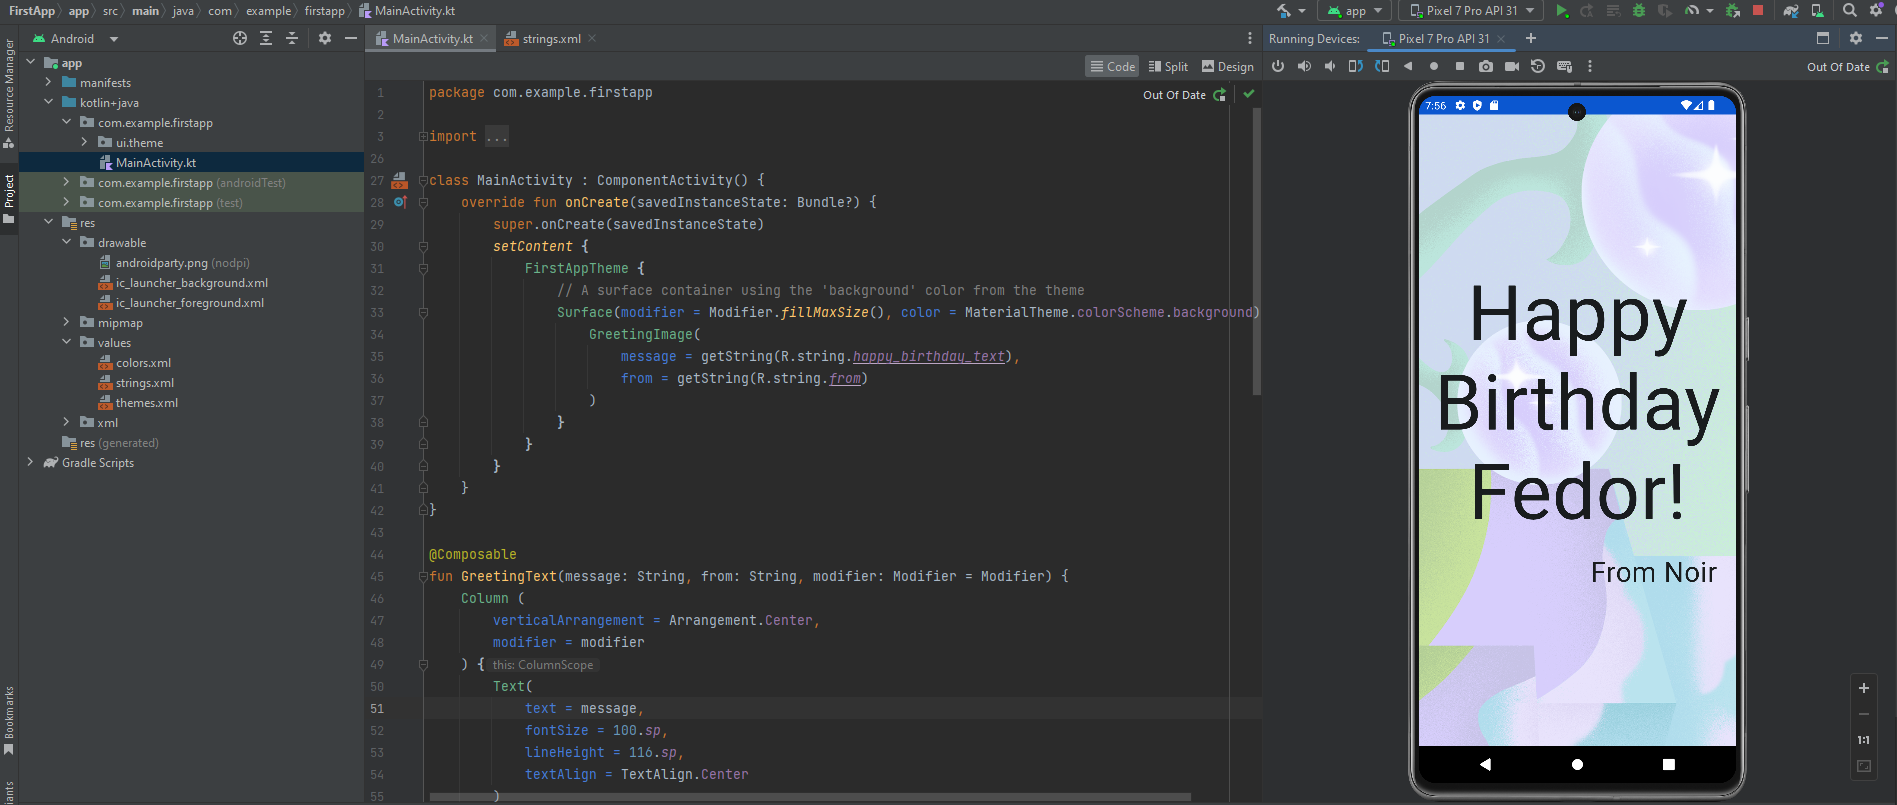 FirstApp app src main java com example firstapp MainActivity.kt
app Pixel 7 Pro API 31
Android
MainActivity.kt strings.xml
Running Devices: Pixel 7 Pro API 31
Code Split Design
Out Of Date
Resource Manager
Project
Bookmarks
app
manifests
kotlin+java
com.example.firstapp
ui.theme
MainActivity.kt
com.example.firstapp (androidTest)
com.example.firstapp (test)
res
drawable
androidparty.png (nodpi)
ic_launcher_background.xml
ic_launcher_foreground.xml
mipmap
values
colors.xml
strings.xml
themes.xml
xml
res (generated)
Gradle Scripts
Out Of Date
1 package com.example.firstapp
2
3 import ...
26
27 class MainActivity : ComponentActivity() {
28 override fun onCreate(savedInstanceState: Bundle?) {
29 super.onCreate(savedInstanceState)
30 setContent {
31 FirstAppTheme {
32 // A surface container using the 'background' color from the theme
33 Surface(modifier = Modifier.fillMaxSize(), color = MaterialTheme.colorScheme.background)
34 GreetingImage(
35 message = getString(R.string.happy_birthday_text),
36 from = getString(R.string.from)
37 )
38 }
39 }
40 }
41 }
42 }
43
44 @Composable
45 fun GreetingText(message: String, from: String, modifier: Modifier = Modifier) {
46 Column (
47 verticalArrangement = Arrangement.Center,
48 modifier = modifier
49 ) { this: ColumnScope
50 Text(
51 text = message,
52 fontSize = 100.sp,
53 lineHeight = 116.sp,
54 textAlign = TextAlign.Center
55 )
7:56
Happy
Birthday
Fedor!
From Noir
1:1